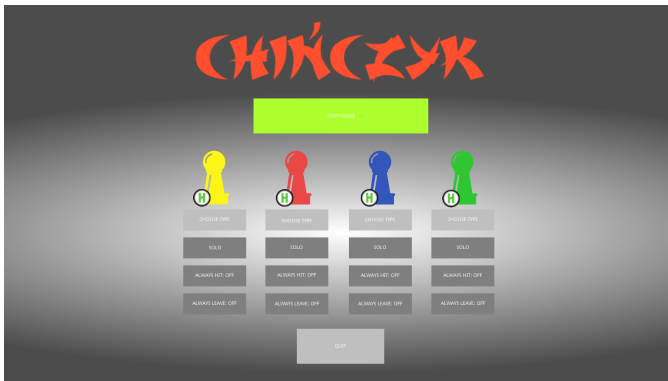 CHIŃCZYK
START GAME
H H H H
CHOOSE TYPE CHOOSE TYPE CHOOSE TYPE CHOOSE TYPE
SOLO SOLO SOLO SOLO
ALWAYS HIT: OFF ALWAYS HIT: OFF ALWAYS HIT: OFF ALWAYS HIT: OFF
ALWAYS LEAVE: OFF ALWAYS LEAVE: OFF ALWAYS LEAVE: OFF ALWAYS LEAVE: OFF
QUIT